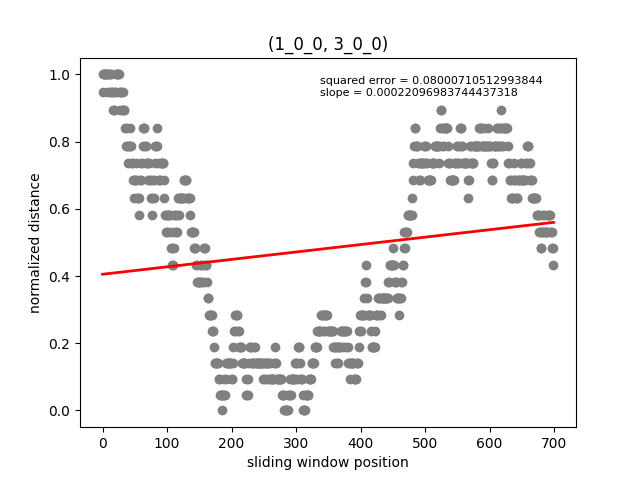 (1_0_0, 3_0_0)
squared error = 0.08000710512993844
slope = 0.00022096983744437318
normalized distance
1.0
0.8
0.6
0.4
0.2
0.0
0 100 200 300 400 500 600 700
sliding window position